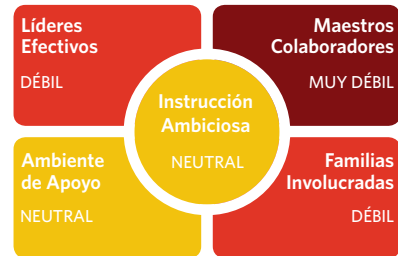 Líderes
Efectivos
DÉBIL
Maestros
Colaboradores
MUY DÉBIL
Instrucción
Ambiciosa
NEUTRAL
Ambiente
de Apoyo
NEUTRAL
Familias
Involucradas
DÉBIL